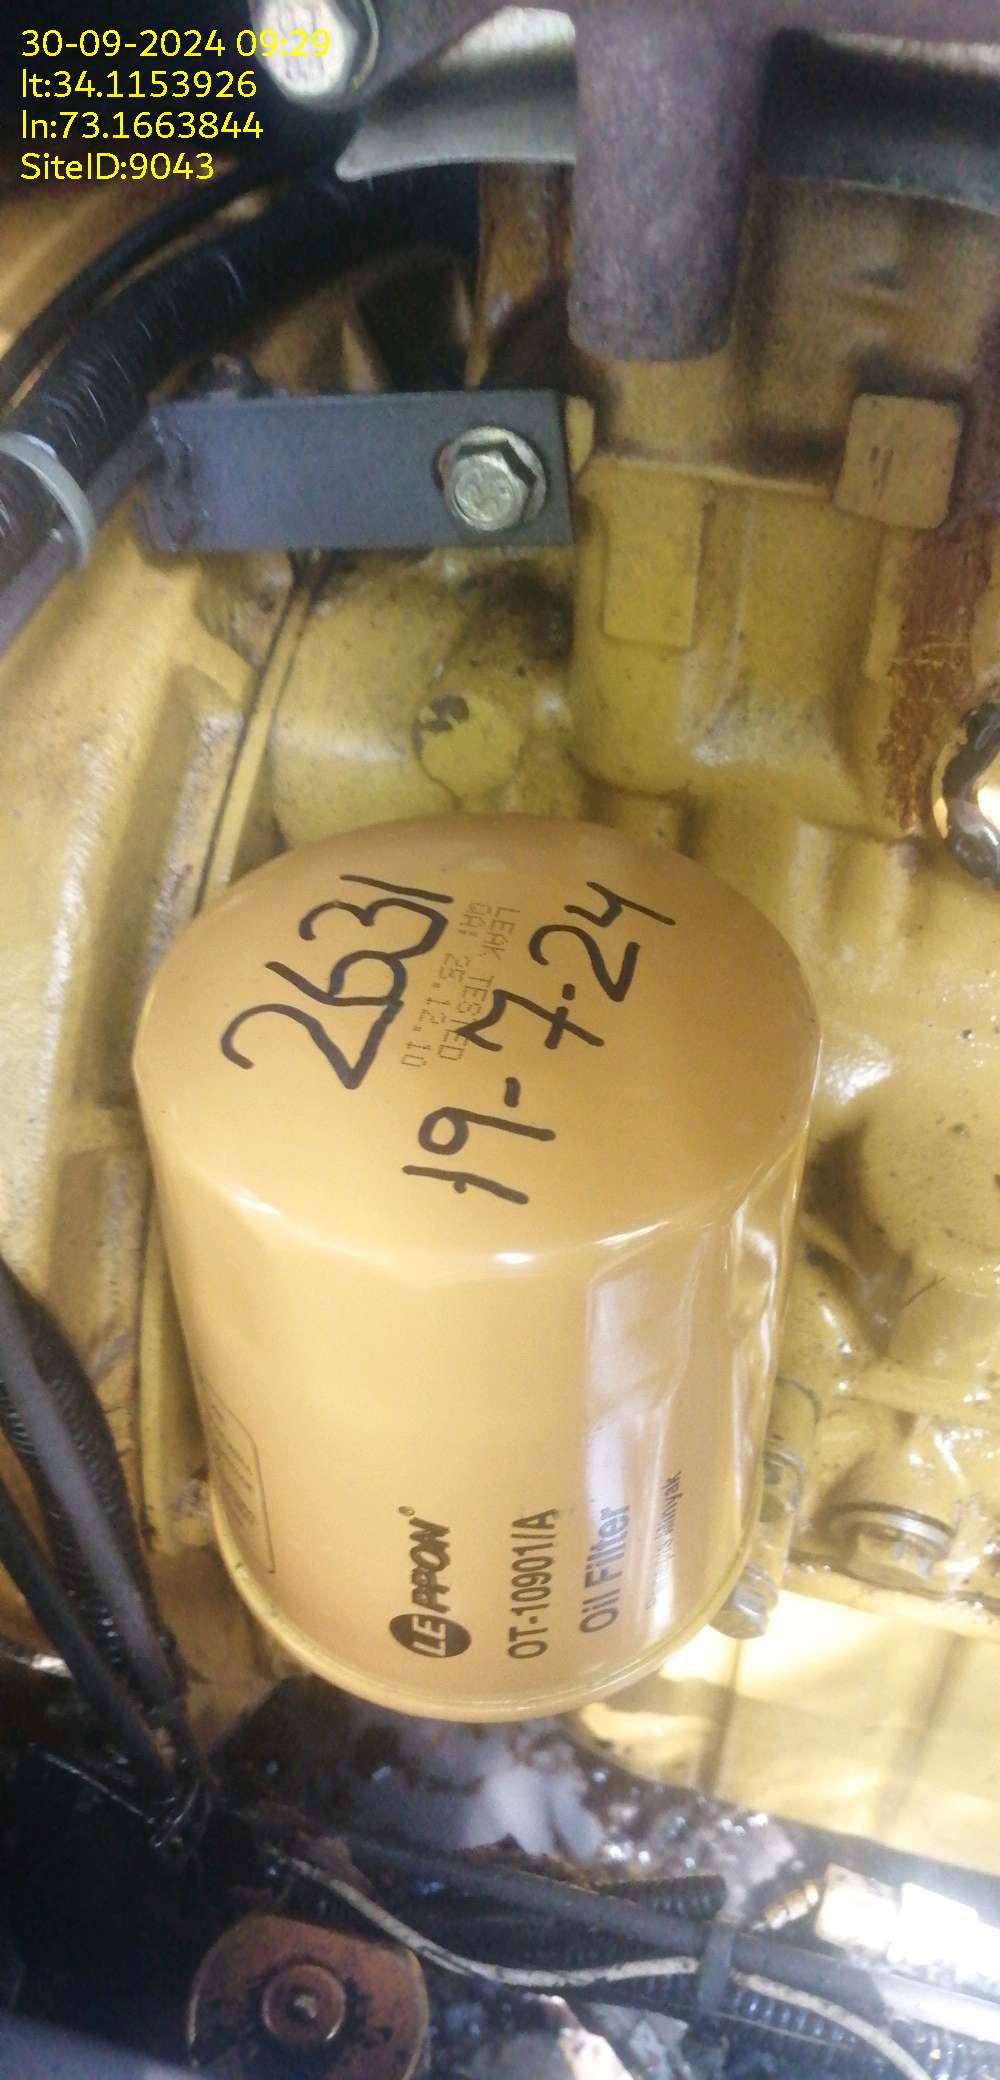 30-09-2024 09:29
lt:34.1153926
ln:73.1663844
SiteID:9043
2631
19-7-24
LEAK TESTED
QA: 25"12"10
LEPPON®
OT-10901/A
Oil Filter